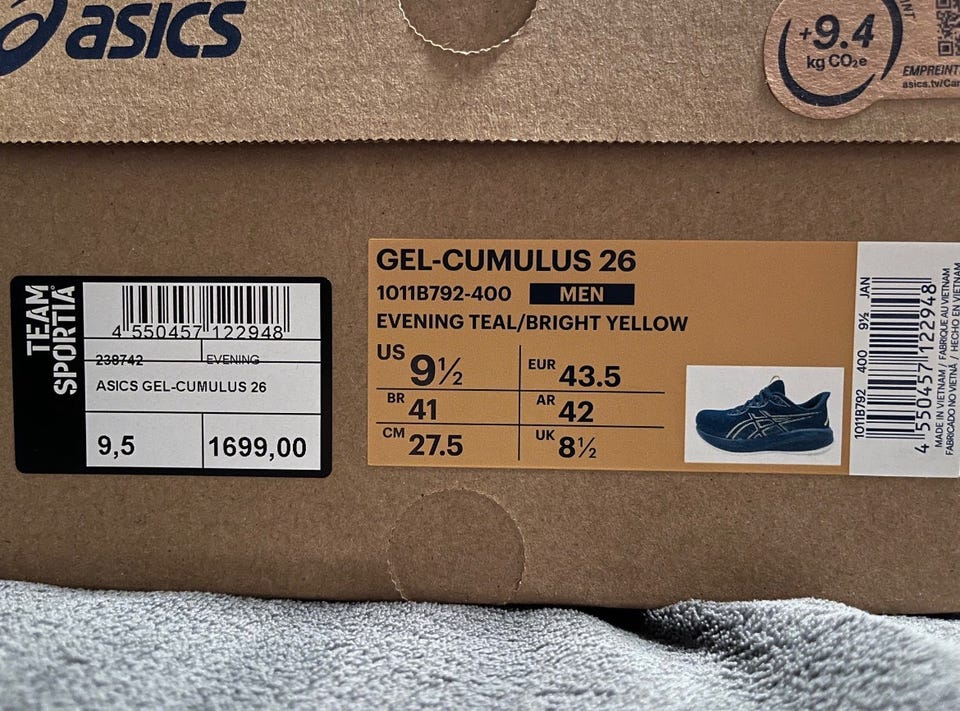 asics
+9.4
kg CO₂e
asics.tv/Car
TEAM
SPORTIA
4 550457 122948
238742 EVENING
ASICS GEL-CUMULUS 26
9,5 1699,00
GEL-CUMULUS 26
1011B792-400 MEN
EVENING TEAL/BRIGHT YELLOW
US 9½ EUR 43.5
BR 41 AR 42
CM 27.5 UK 8½
1011B792 400 9½ JAN
4 550457 122948
MADE IN VIETNAM / FABRIQUE AU VIETNAM
FABRICADO NO VIETNÃ / HECHO EN VIETNAM